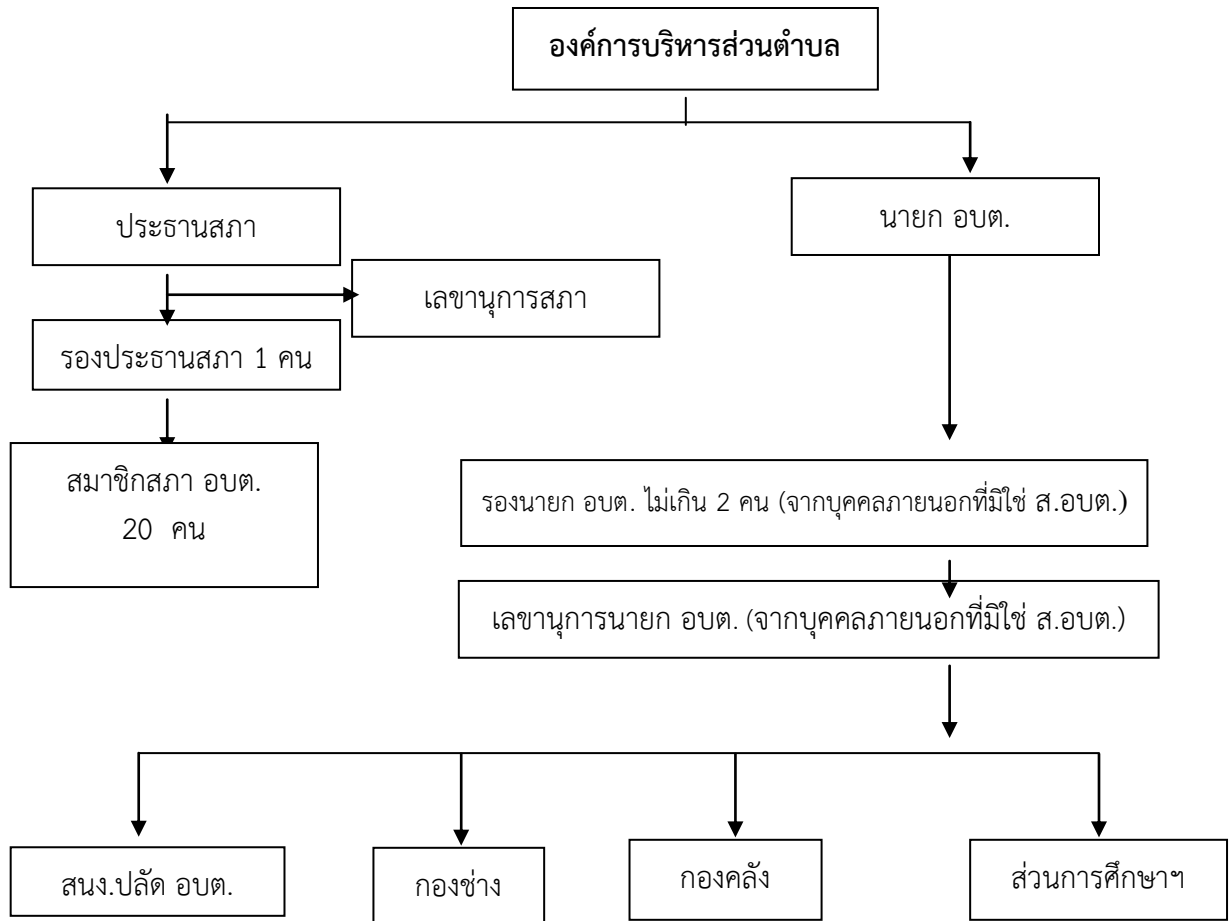 องค์การบริหารส่วนตำบล
ประธานสภา
นายก อบต.
เลขานุการสภา
รองประธานสภา 1 คน
สมาชิกสภา อบต.
20 คน
รองนายก อบต. ไม่เกิน 2 คน (จากบุคคลภายนอกที่มิใช่ ส.อบต.)
เลขานุการนายก อบต. (จากบุคคลภายนอกที่มิใช่ ส.อบต.)
สนง.ปลัด อบต.
กองช่าง
กองคลัง
ส่วนการศึกษาฯ